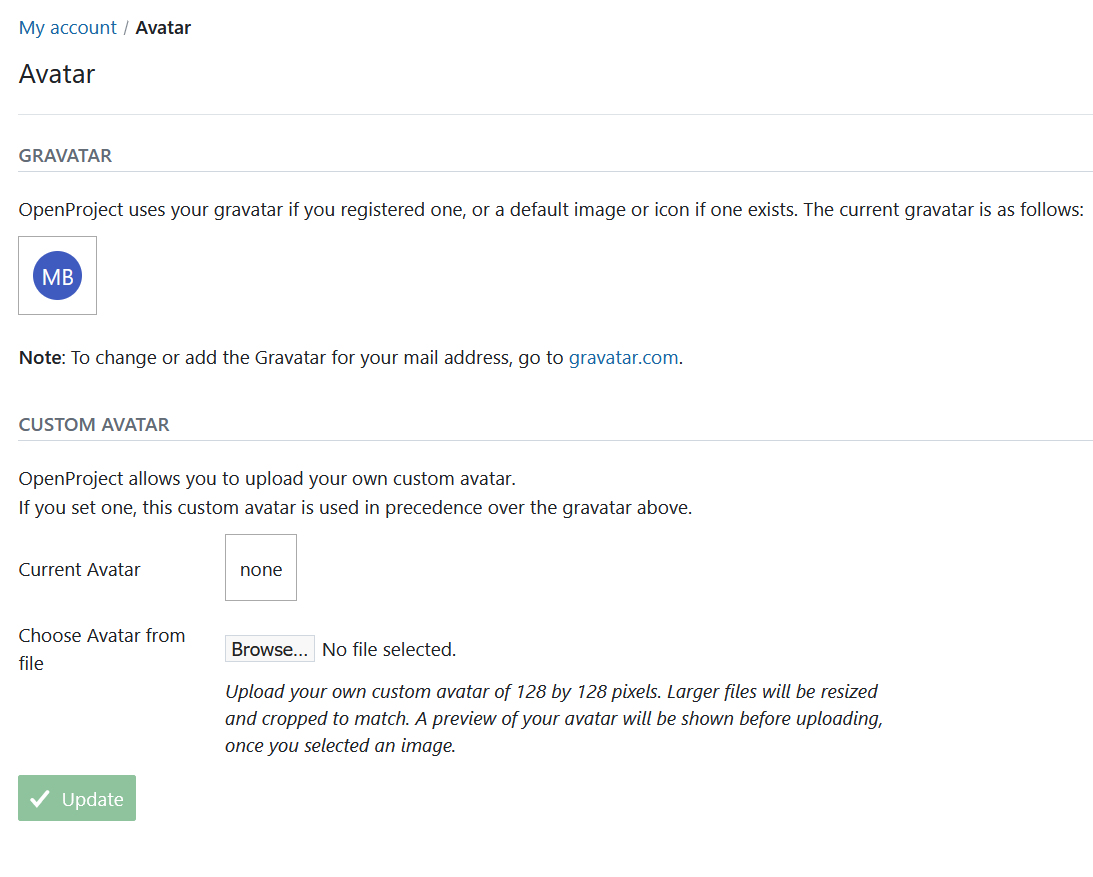 My account / Avatar
Avatar
GRAVATAR
OpenProject uses your gravatar if you registered one, or a default image or icon if one exists. The current gravatar is as follows:
MB
Note: To change or add the Gravatar for your mail address, go to gravatar.com.
CUSTOM AVATAR
OpenProject allows you to upload your own custom avatar.
If you set one, this custom avatar is used in precedence over the gravatar above.
Current Avatar none
Choose Avatar from
file
Browse... No file selected.
Upload your own custom avatar of 128 by 128 pixels. Larger files will be resized
and cropped to match. A preview of your avatar will be shown before uploading,
once you selected an image.
Update